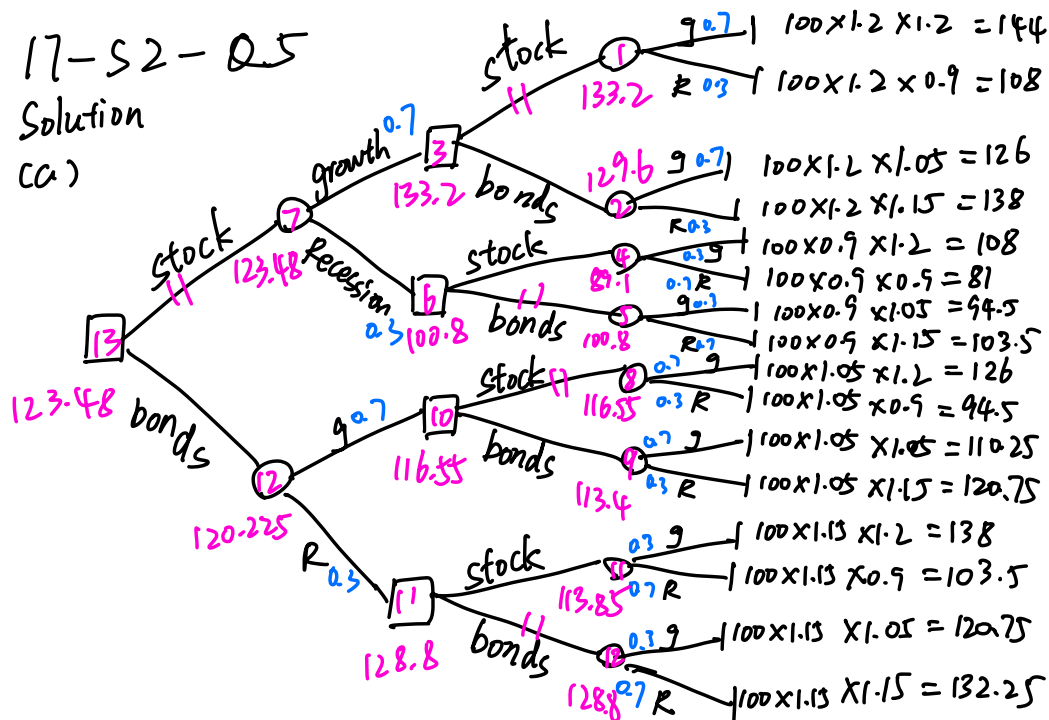 17-S2-Q.5
Solution
(a)
stock
growth 0.7
stock
g 0.7 100×1.2×1.2=144
1
133.2 R 0.3 100×1.2×0.9=108
3
133.2 bonds
129.6 g 0.7 100×1.2×1.05=126
2
R 0.3 100×1.2×1.15=138
7
123.48
Recession
0.3
6
100.8
stock
4
89.1
0.3 g 100×0.9×1.2=108
0.7 R 100×0.9×0.9=81
bonds
5
100.8
g 0.3 100×0.9×1.05=94.5
R 0.7 100×0.9×1.15=103.5
13
123.48
bonds
12
120.225
g 0.7
10
116.55
stock
8
116.55
0.7 g 100×1.05×1.2=126
0.3 R 100×1.05×0.9=94.5
bonds
9
113.4
0.7 g 100×1.05×1.05=110.25
0.3 R 100×1.05×1.15=120.75
R 0.3
11
128.8
stock
11
113.85
0.3 g 100×1.15×1.2=138
0.7 R 100×1.15×0.9=103.5
bonds
12
128.8
0.3 g 100×1.15×1.05=120.75
0.7 R 100×1.15×1.15=132.25